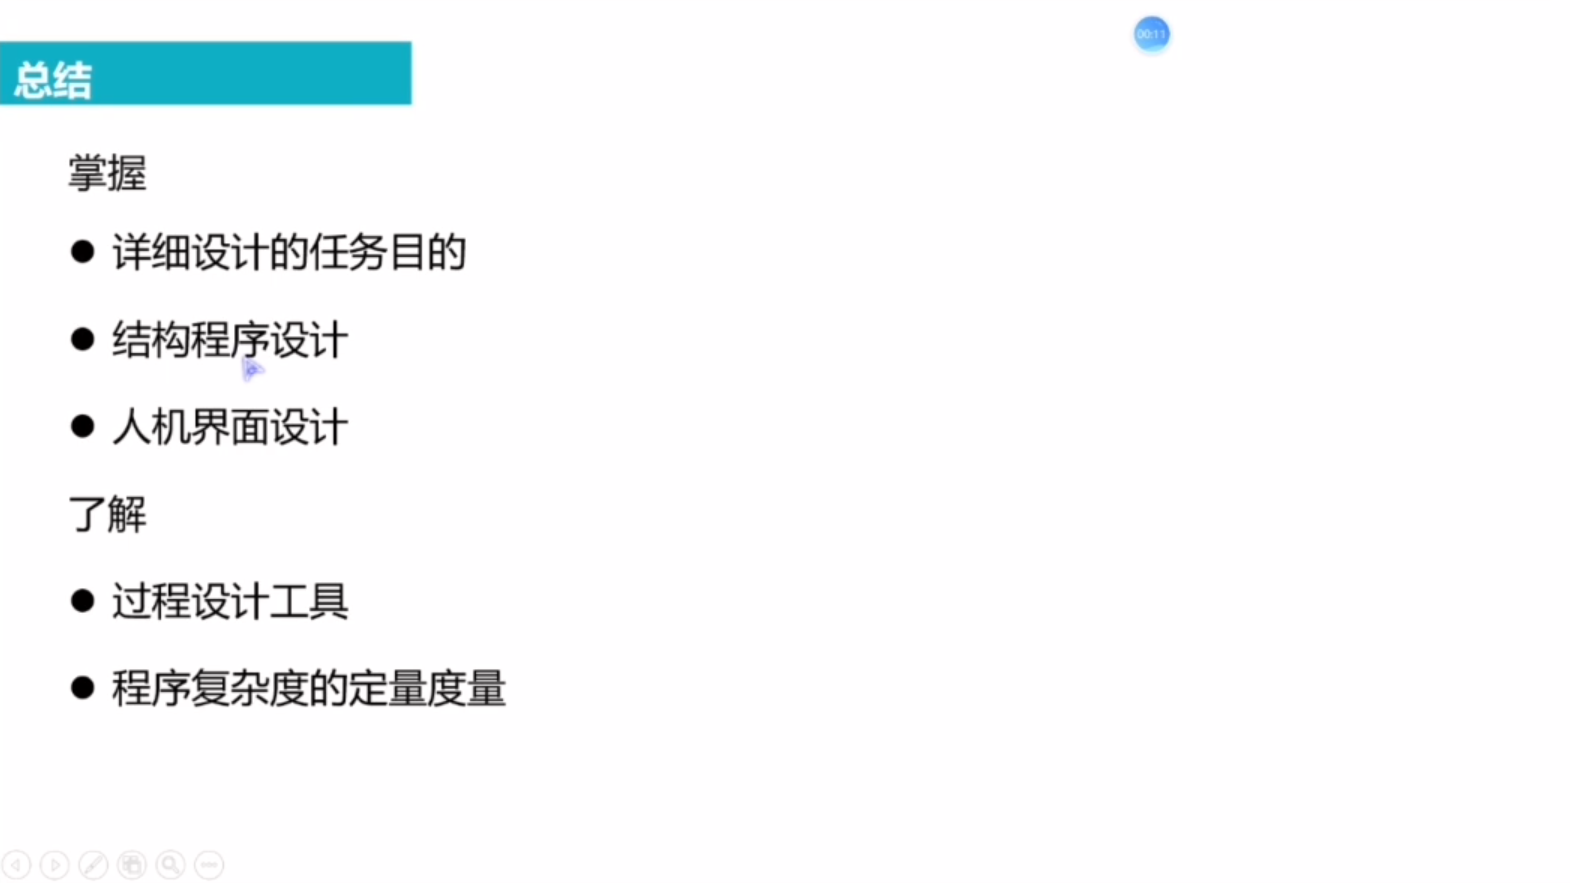 00:11
总结
掌握
● 详细设计的任务目的
● 结构程序设计
● 人机界面设计
了解
● 过程设计工具
● 程序复杂度的定量度量